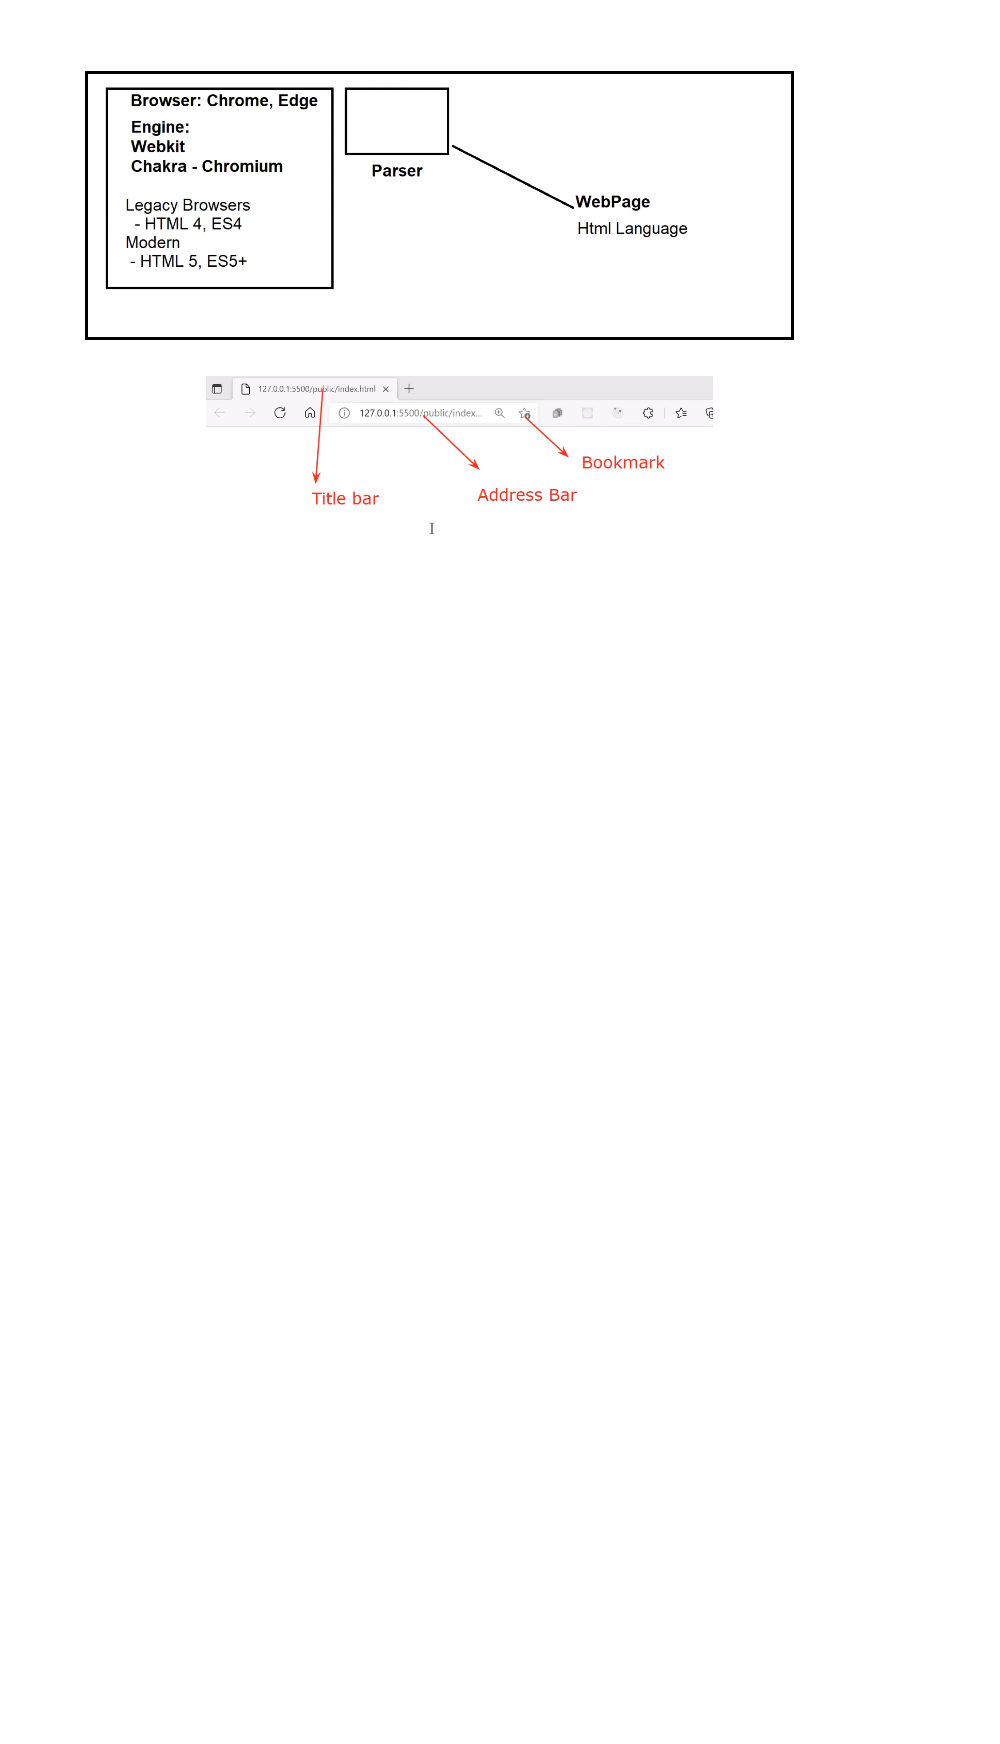 Browser: Chrome, Edge
Engine:
Webkit
Chakra - Chromium
Legacy Browsers
- HTML 4, ES4
Modern
- HTML 5, ES5+
Parser
WebPage
Html Language
127.0.0.1:5500/public/index.html
127.0.0.1:5500/public/index...
Bookmark
Address Bar
Title bar